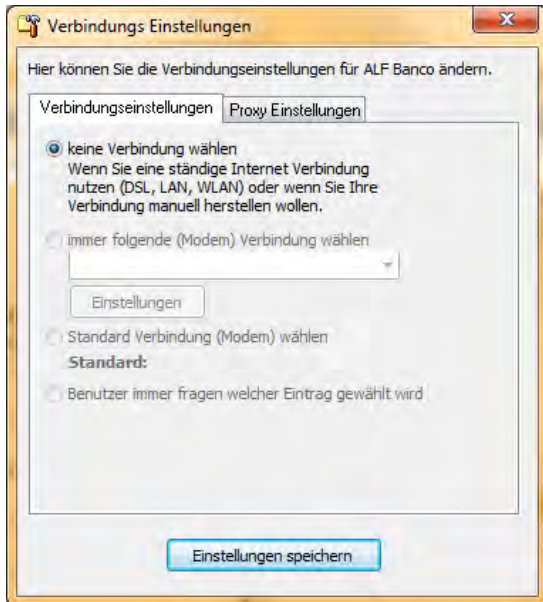 Verbindungs Einstellungen
Hier können Sie die Verbindungseinstellungen für ALF Banco ändern.
Verbindungseinstellungen
Proxy Einstellungen
keine Verbindung wählen
Wenn Sie eine ständige Internet Verbindung
nutzen (DSL, LAN, WLAN) oder wenn Sie Ihre
Verbindung manuell herstellen wollen.
immer folgende (Modem) Verbindung wählen
Einstellungen
Standard Verbindung (Modem) wählen
Standard:
Benutzer immer fragen welcher Eintrag gewählt wird
Einstellungen speichern